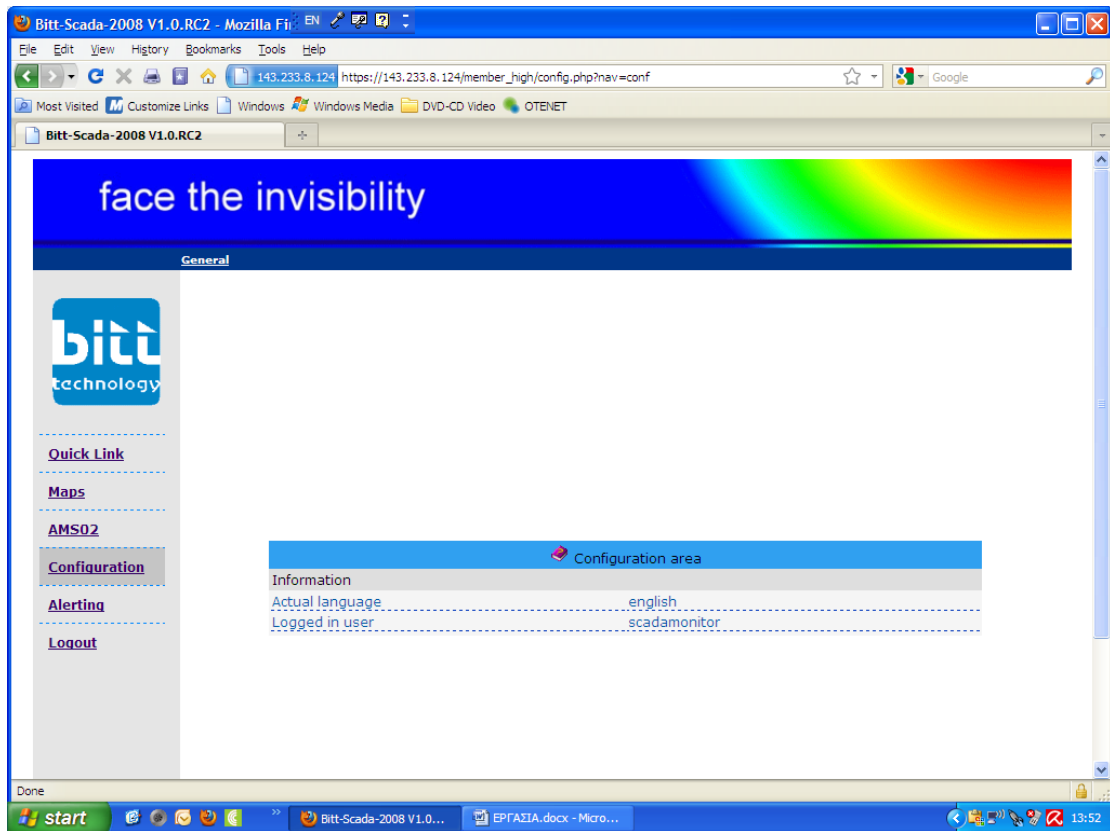 Bitt-Scada-2008 V1.0.RC2 - Mozilla Fi
EN
File Edit View History Bookmarks Tools Help
143.233.8.124 https://143.233.8.124/member_high/config.php?nav=conf
Google
Most Visited Customize Links Windows Windows Media DVD-CD Video OTENET
Bitt-Scada-2008 V1.0.RC2
face the invisibility
General
bitt
technology
Quick Link
Maps
AMS02
Configuration
Alerting
Logout
Configuration area
Information
Actual language english
Logged in user scadamonitor
Done
start Bitt-Scada-2008 V1.0... ΕΡΓΑΣΙΑ.docx - Micro... 13:52